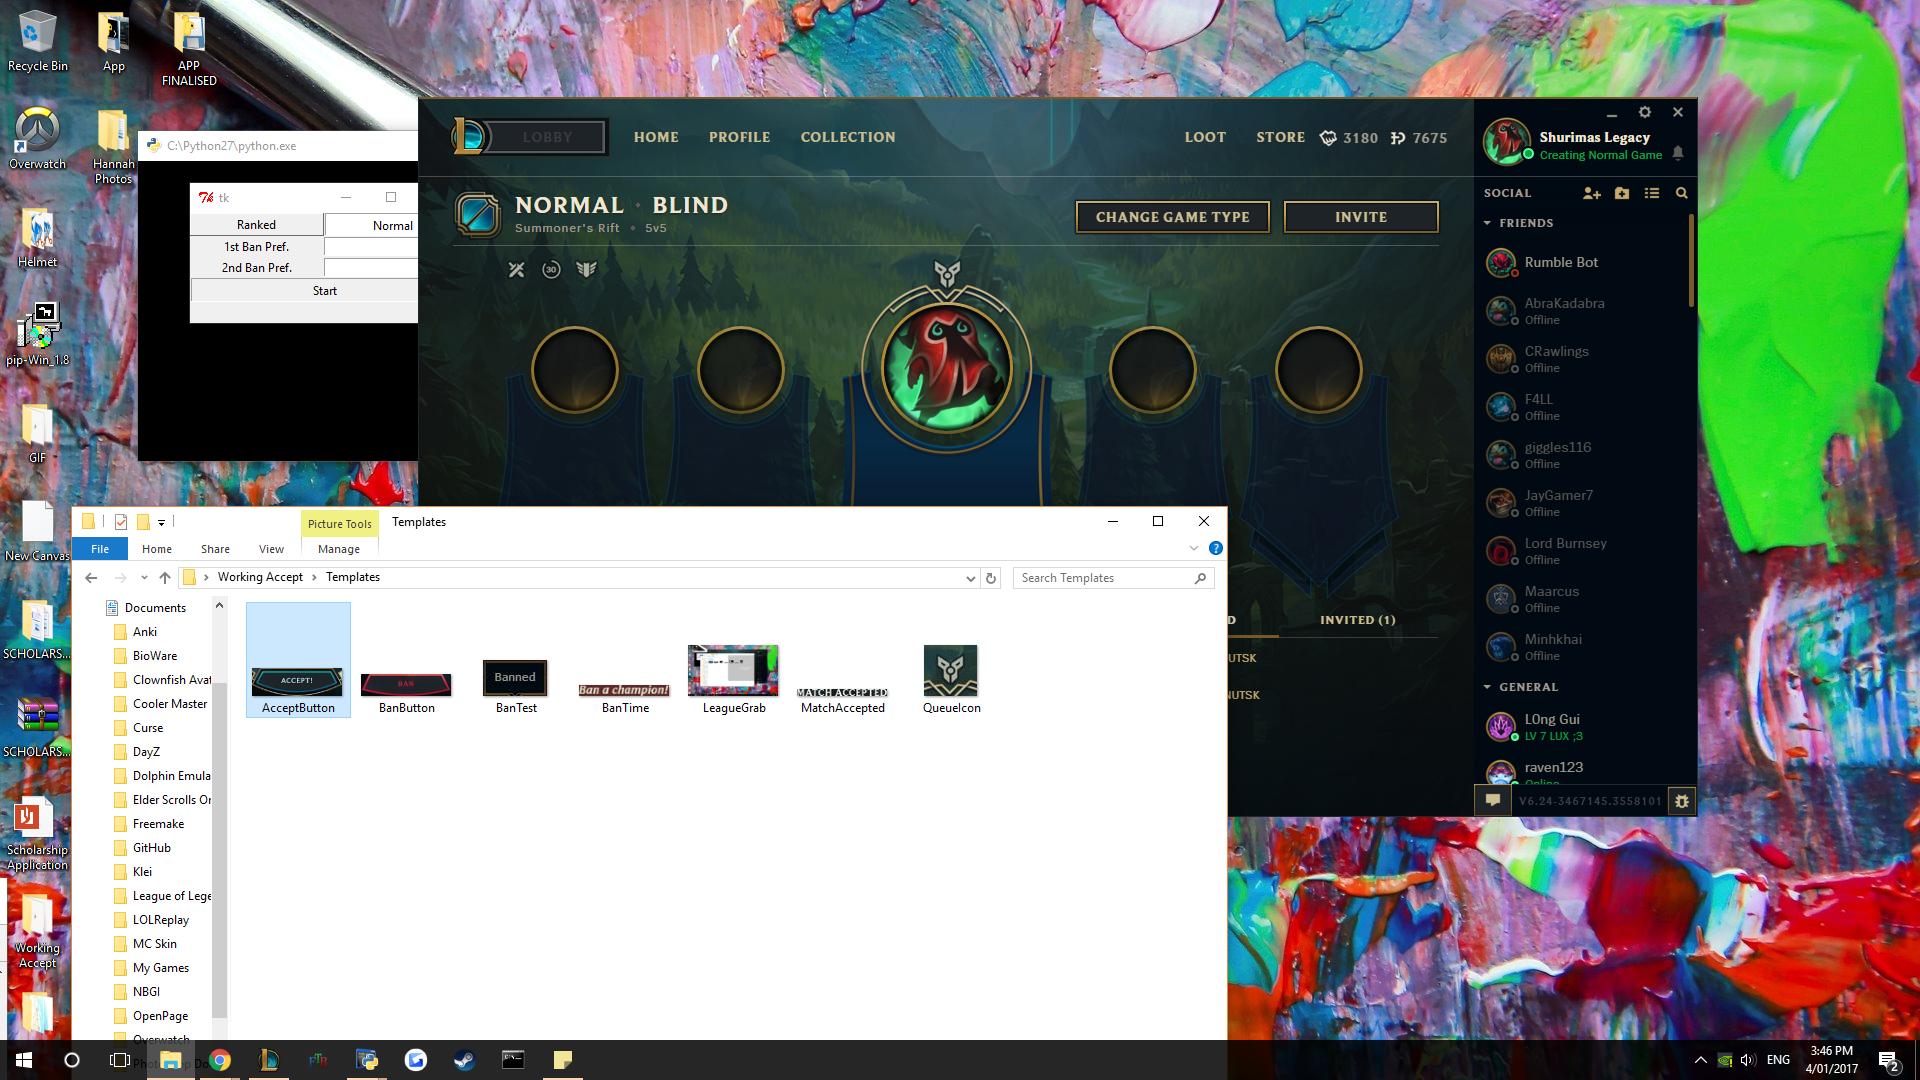 Recycle Bin
App
APP
FINALISED
Overwatch
Hannah
Photos
Helmet
pip-Win_1.8
GIF
New Canvas
SCHOLARS...
SCHOLARS...
Scholarship
Application
Working
Accept
C:\Python27\python.exe
tk
Ranked
Normal
1st Ban Pref.
2nd Ban Pref.
Start
LOBBY
HOME
PROFILE
COLLECTION
LOOT
STORE
3180
7675
NORMAL • BLIND
Summoner's Rift • 5v5
CHANGE GAME TYPE
INVITE
30
INVITED (1)
NUTSK
NUTSK
Shurimas Legacy
Creating Normal Game
SOCIAL
FRIENDS
Rumble Bot
AbraKadabra
Offline
CRawlings
Offline
F4LL
Offline
giggles116
Offline
JayGamer7
Offline
Lord Burnsey
Offline
Maarcus
Offline
Minhkhai
Offline
GENERAL
L0ng Gui
LV 7 LUX ;3
raven123
Online
V6.24-3467145.3558101
Picture Tools
Templates
File
Home
Share
View
Manage
Working Accept
Templates
Search Templates
Documents
Anki
BioWare
Clownfish Avat
Cooler Master
Curse
DayZ
Dolphin Emula
Elder Scrolls Or
Freemake
GitHub
Klei
League of Lege
LOLReplay
MC Skin
My Games
NBGI
OpenPage
Overwatch
ACCEPT!
AcceptButton
BAN
BanButton
Banned
BanTest
Ban a champion!
BanTime
LeagueGrab
MATCH ACCEPTED
MatchAccepted
QueueIcon
ENG
3:46 PM
4/01/2017
2